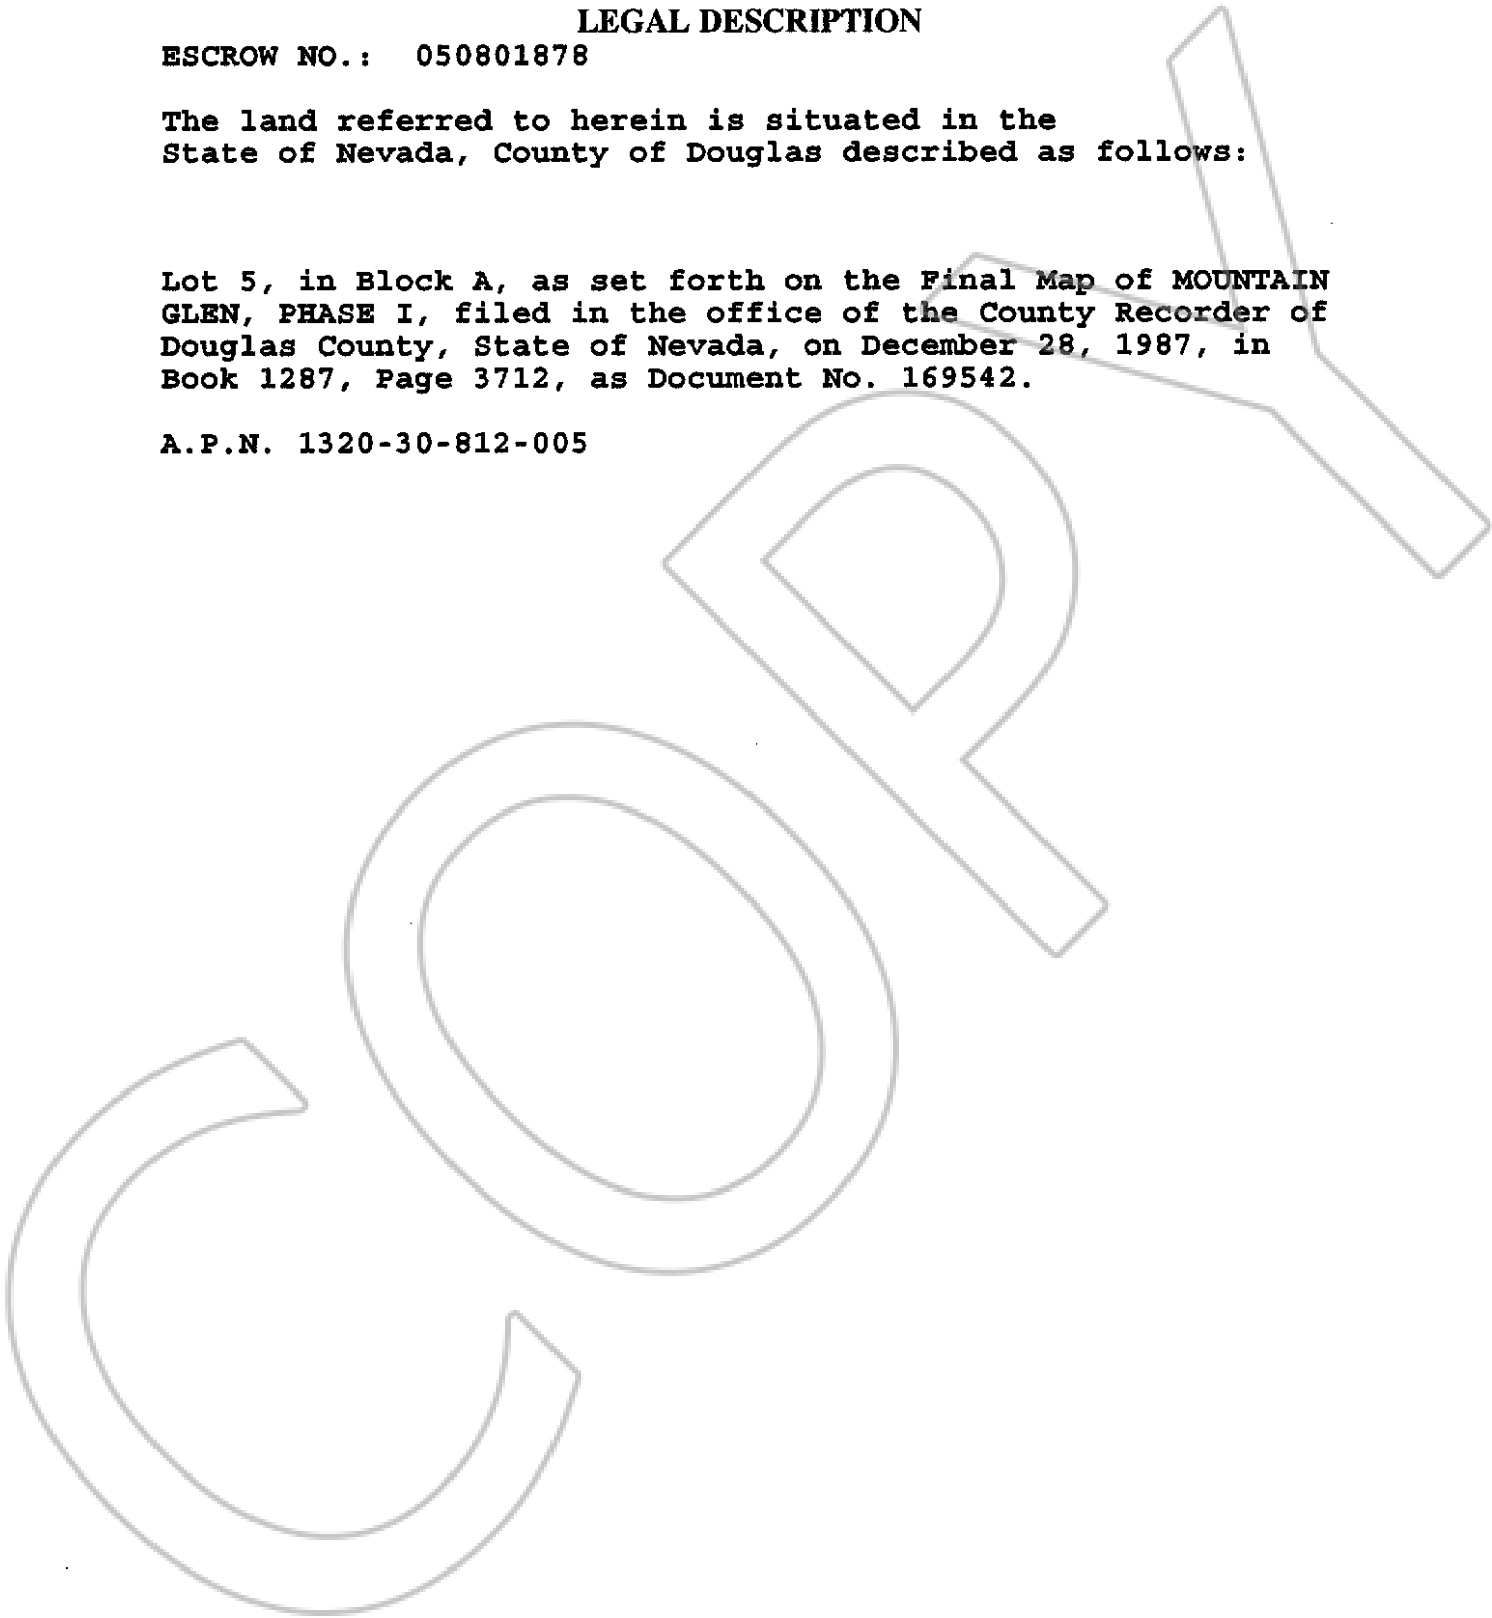 LEGAL DESCRIPTION
ESCROW NO.: 050801878
The land referred to herein is situated in the
State of Nevada, County of Douglas described as follows:
Lot 5, in Block A, as set forth on the Final Map of MOUNTAIN
GLEN, PHASE I, filed in the office of the County Recorder of
Douglas County, State of Nevada, on December 28, 1987, in
Book 1287, Page 3712, as Document No. 169542.
A.P.N. 1320-30-812-005
COPY